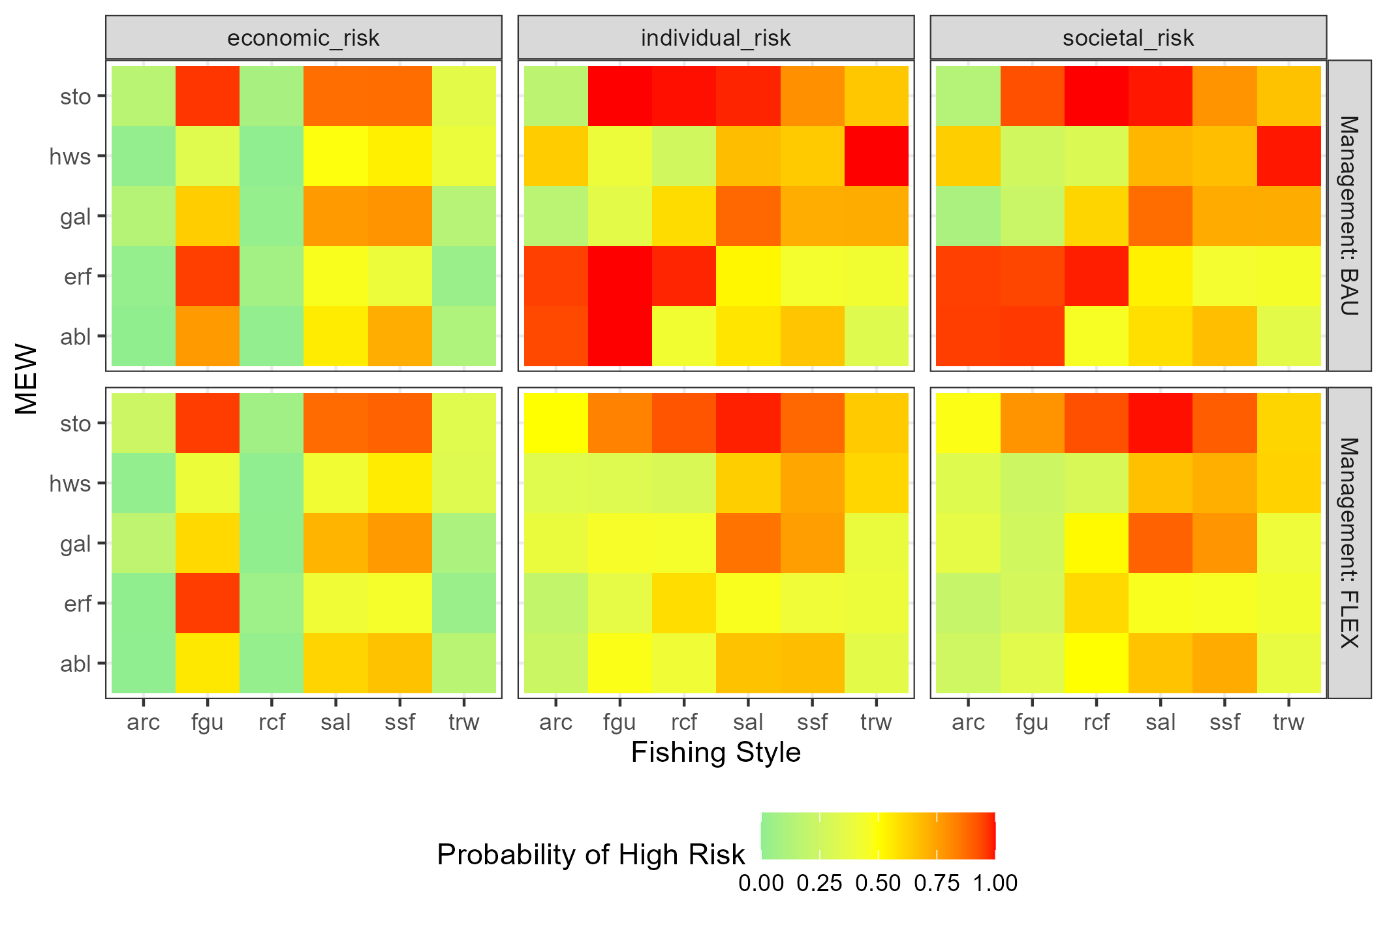 economic_risk individual_risk societal_risk
sto
hws
gal
erf
abl
Management: BAU
MEW
sto
hws
gal
erf
abl
Management: FLEX
arc fgu rcf sal ssf trw arc fgu rcf sal ssf trw arc fgu rcf sal ssf trw
Fishing Style
Probability of High Risk
0.00 0.25 0.50 0.75 1.00